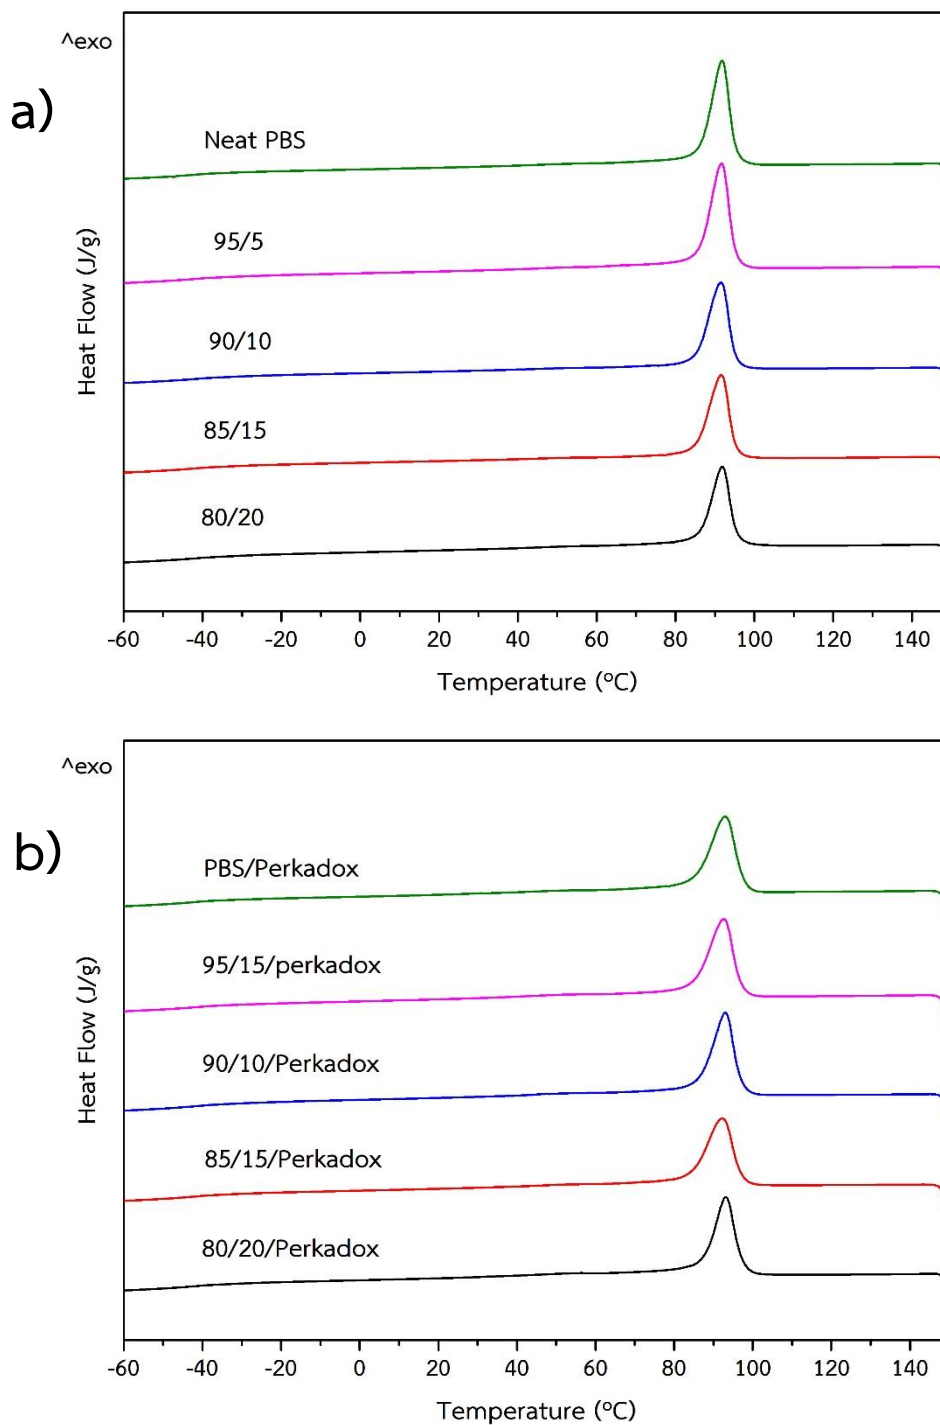 ^exo
a)
Neat PBS
95/5
90/10
85/15
80/20
Heat Flow (J/g)
-60 -40 -20 0 20 40 60 80 100 120 140
Temperature (°C)
^exo
b)
PBS/Perkadox
95/15/perkadox
90/10/Perkadox
85/15/Perkadox
80/20/Perkadox
Heat Flow (J/g)
-60 -40 -20 0 20 40 60 80 100 120 140
Temperature (°C)